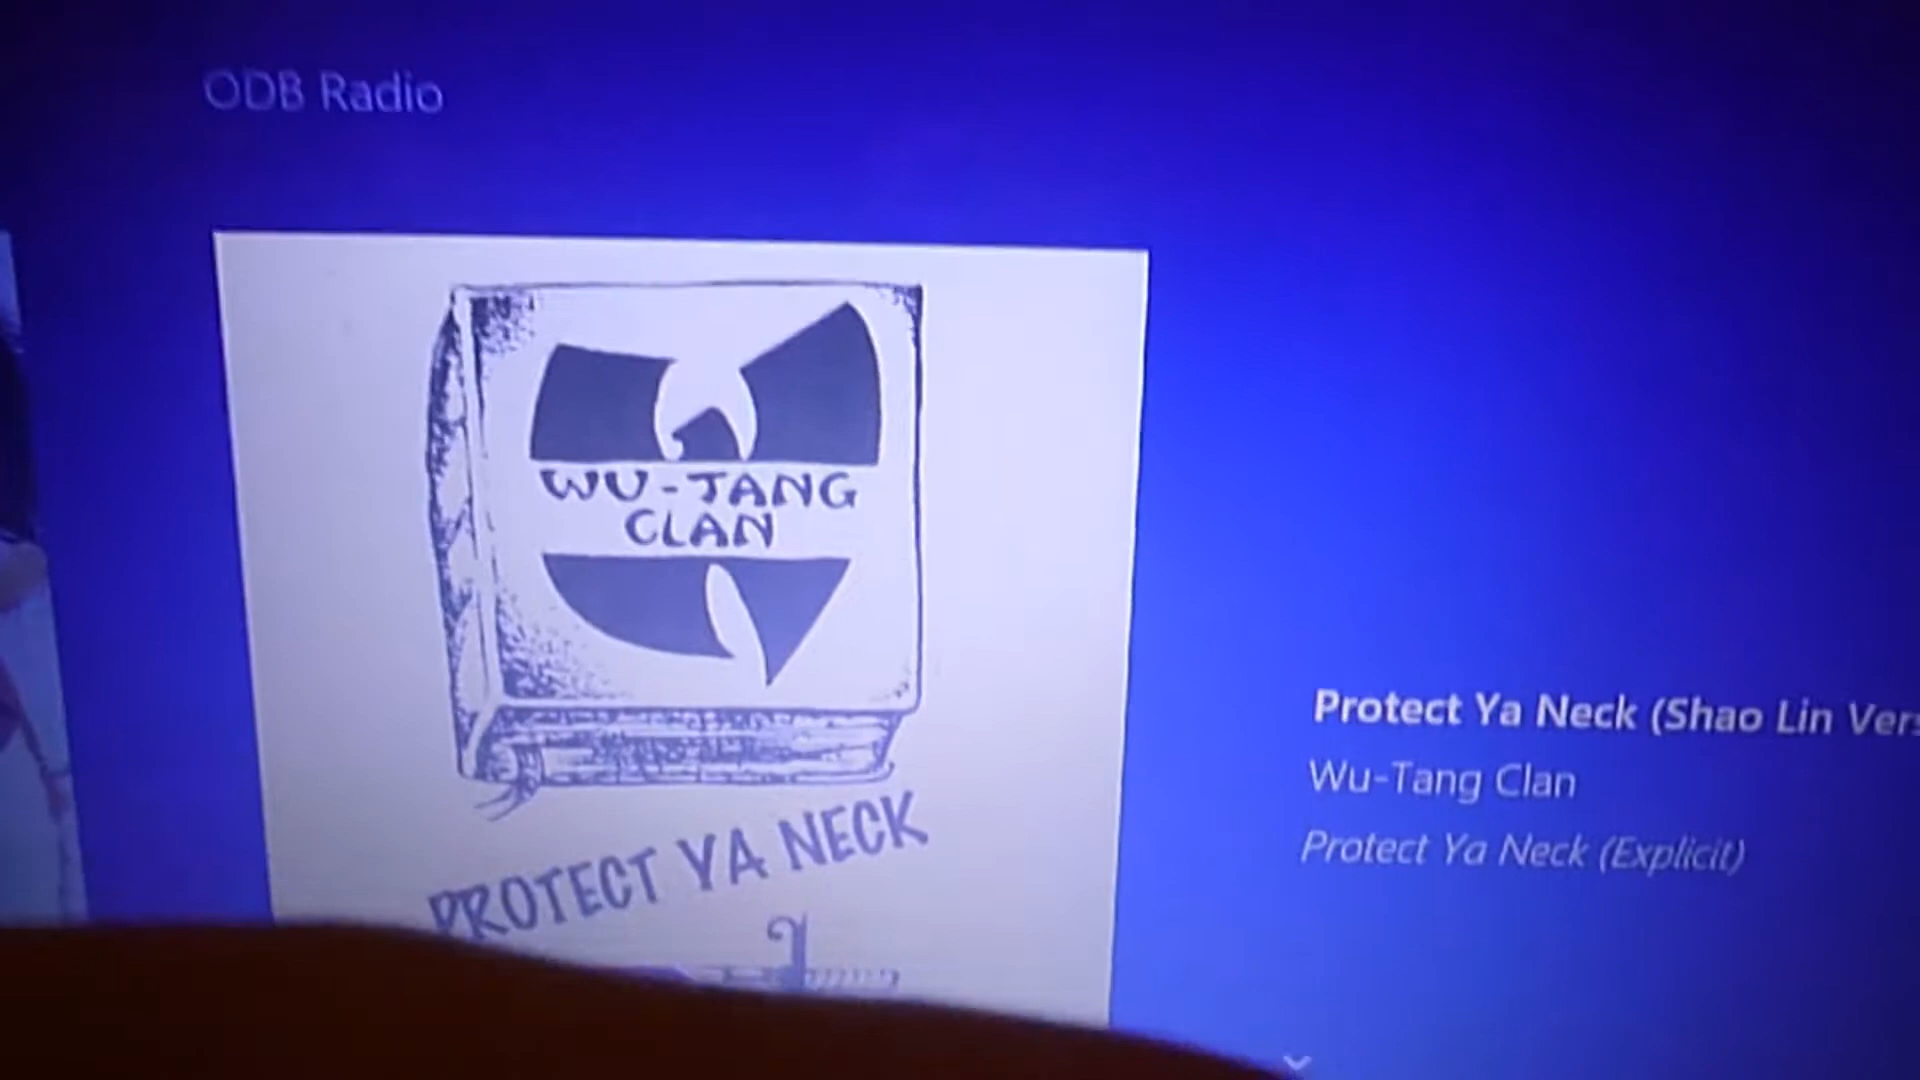 ODB Radio
WU-TANG
CLAN
PROTECT YA NECK
Protect Ya Neck (Shao Lin Vers
Wu-Tang Clan
Protect Ya Neck (Explicit)